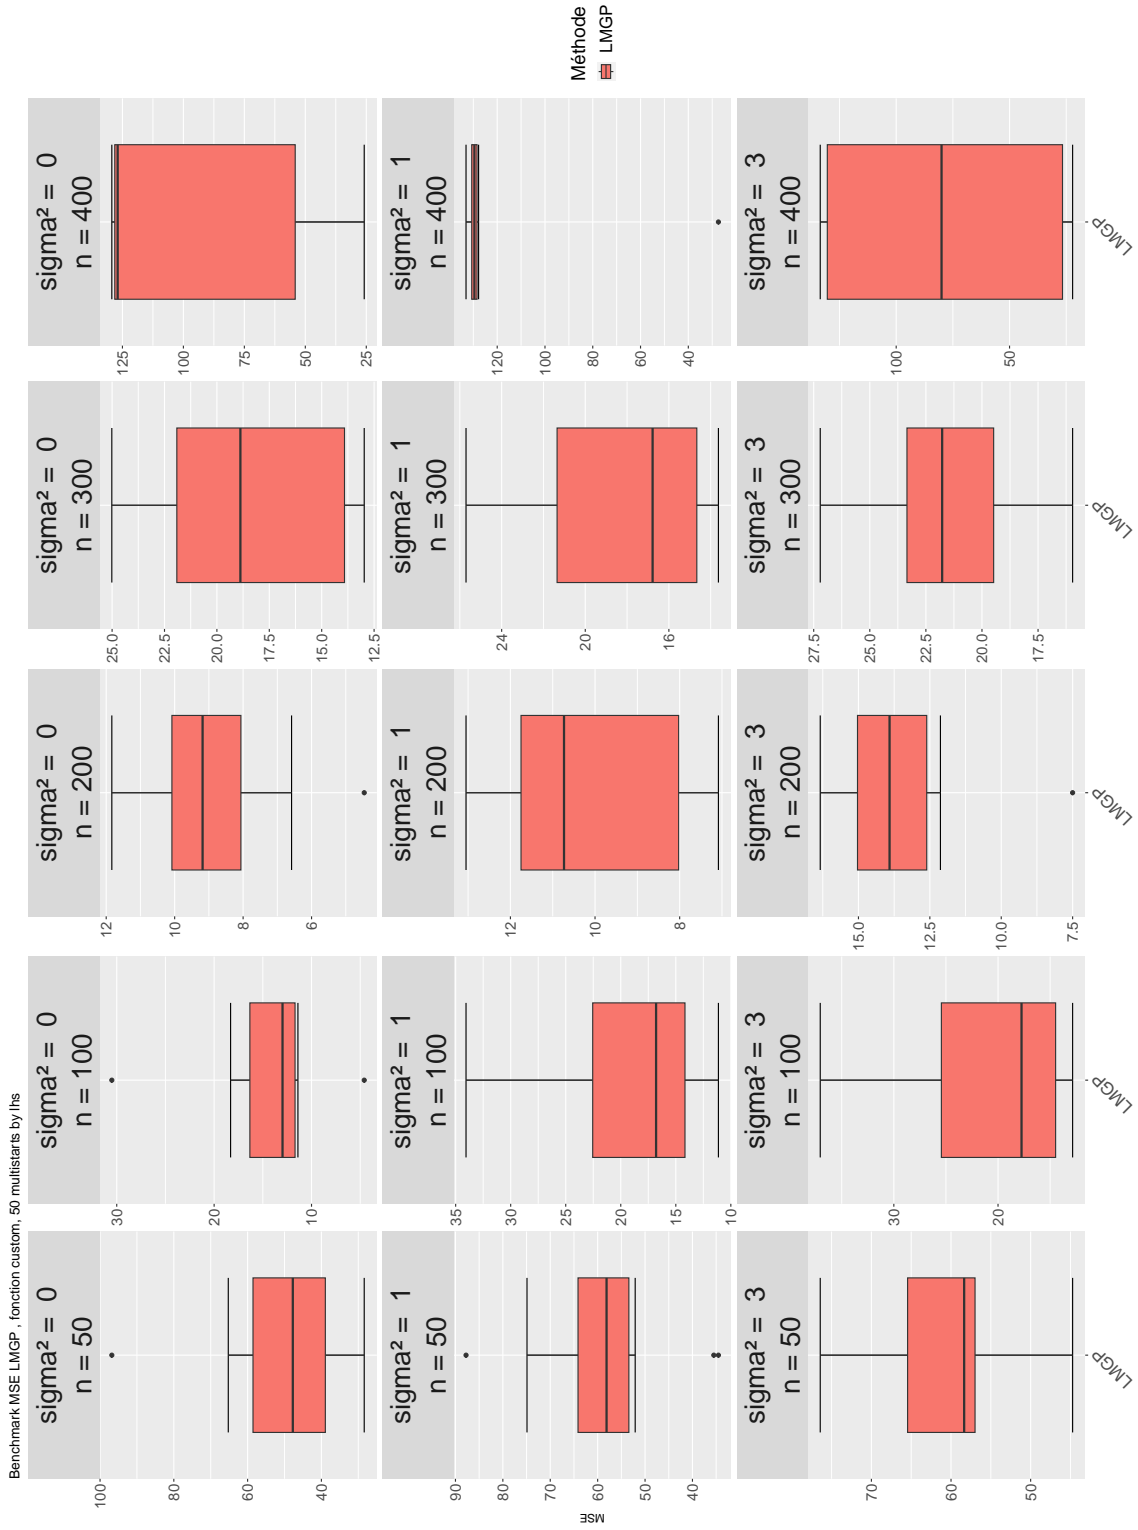 Benchmark MSE LMGP , fonction custom, 50 multistarts by lhs
sigma² = 0
n = 50
sigma² = 0
n = 100
sigma² = 0
n = 200
sigma² = 0
n = 300
sigma² = 0
n = 400
100
80
60
40
30
20
10
12
10
8
6
25.0
22.5
20.0
17.5
15.0
12.5
125
100
75
50
25
sigma² = 1
n = 50
sigma² = 1
n = 100
sigma² = 1
n = 200
sigma² = 1
n = 300
sigma² = 1
n = 400
MSE
90
80
70
60
50
40
35
30
25
20
15
10
12
10
8
24
20
16
120
100
80
60
40
sigma² = 3
n = 50
sigma² = 3
n = 100
sigma² = 3
n = 200
sigma² = 3
n = 300
sigma² = 3
n = 400
70
60
50
30
20
15.0
12.5
10.0
7.5
27.5
25.0
22.5
20.0
17.5
100
50
LMGP
LMGP
LMGP
LMGP
LMGP
Méthode
LMGP